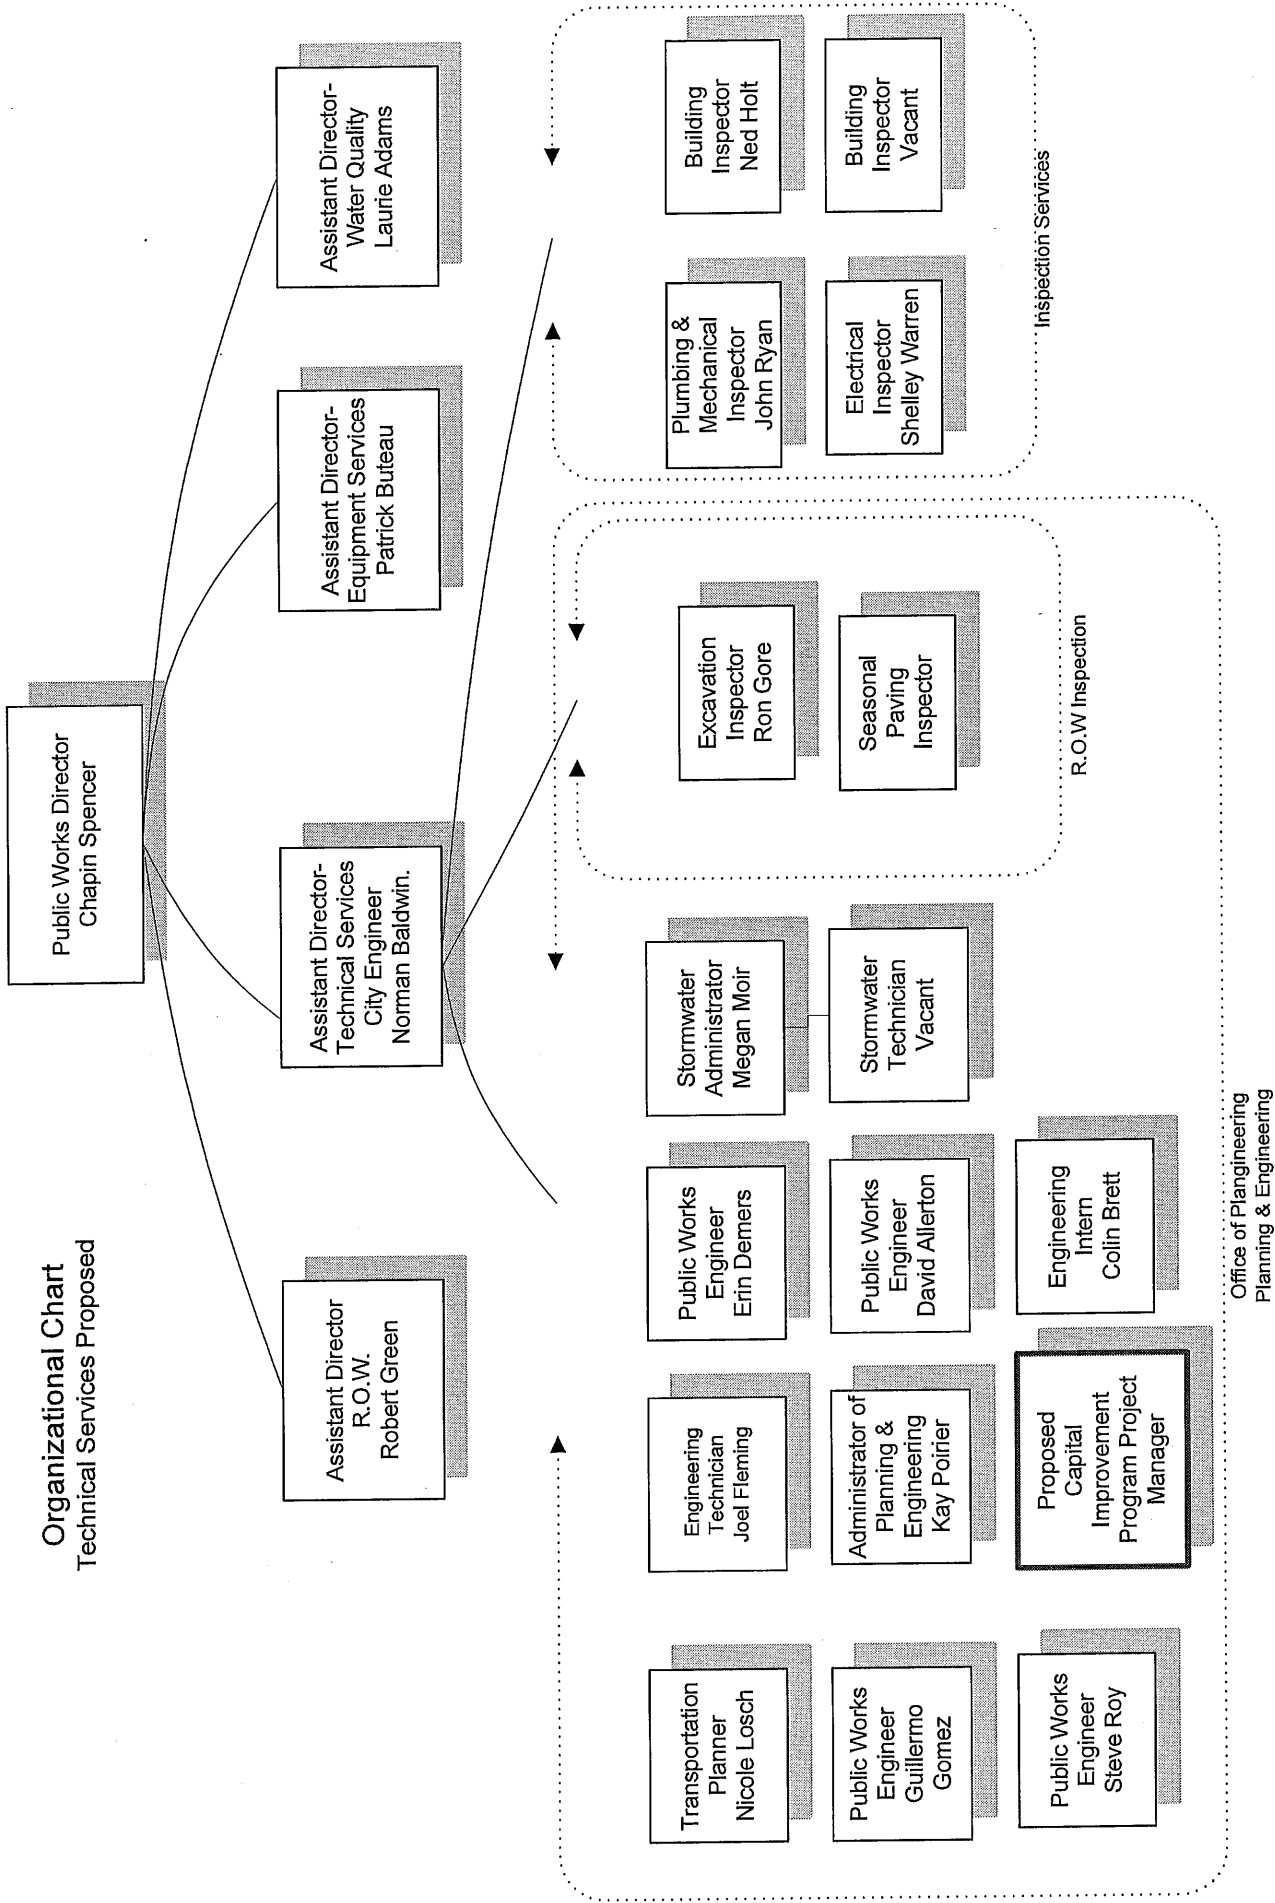 Organizational Chart
Technical Services Proposed
Public Works Director
Chapin Spencer
Assistant Director
R.O.W.
Robert Green
Assistant Director-
Technical Services
City Engineer
Norman Baldwin.
Assistant Director-
Equipment Services
Patrick Buteau
Assistant Director-
Water Quality
Laurie Adams
Transportation
Planner
Nicole Losch
Engineering
Technician
Joel Fleming
Public Works
Engineer
Erin Demers
Stormwater
Administrator
Megan Moir
Public Works
Engineer
Guillermo
Gomez
Administrator of
Planning &
Engineering
Kay Poirier
Public Works
Engineer
David Allerton
Stormwater
Technician
Vacant
Public Works
Engineer
Steve Roy
Proposed
Capital
Improvement
Program Project
Manager
Engineering
Intern
Colin Brett
Office of Plangineering
Planning & Engineering
Excavation
Inspector
Ron Gore
Seasonal
Paving
Inspector
R.O.W Inspection
Plumbing &
Mechanical
Inspector
John Ryan
Building
Inspector
Ned Holt
Electrical
Inspector
Shelley Warren
Building
Inspector
Vacant
Inspection Services